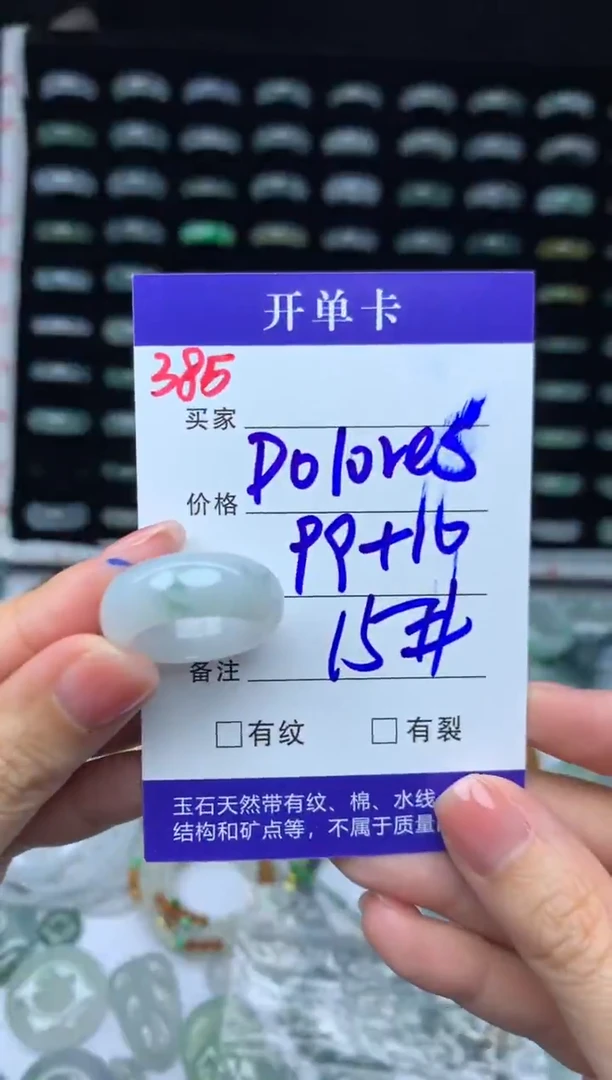 开单卡
385
买家
Dolores
价格
99+16
15#
备注
□有纹 □有裂
玉石天然带有纹、棉、水线
结构和矿点等，不属于质量